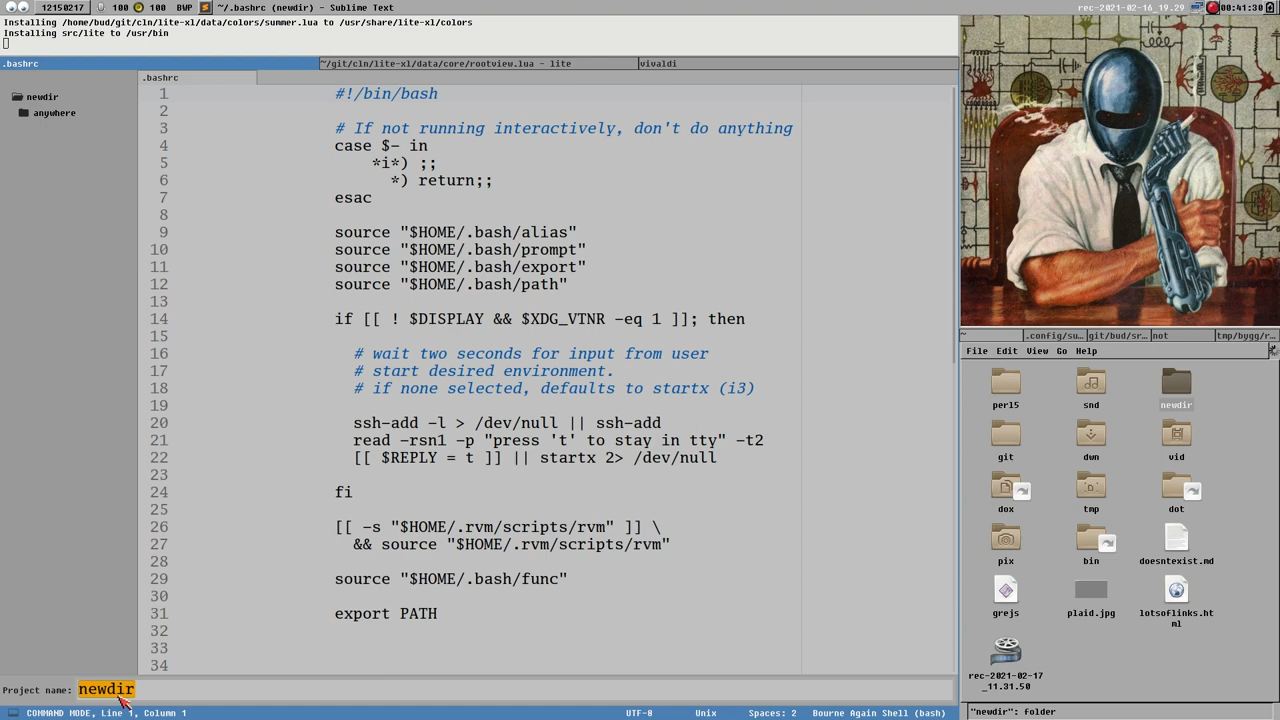 12150217 100 100 BWP ~/.bashrc (newdir) - Sublime Text rec-2021-02-16_19.29 00:41:30
Installing /home/bud/git/cln/lite-xl/data/colors/summer.lua to /usr/share/lite-xl/colors
Installing src/lite to /usr/bin
.bashrc ~/git/cln/lite-xl/data/core/rootview.lua - lite vivaldi
.bashrc
newdir
anywhere
1 #!/bin/bash
2
3 # If not running interactively, don't do anything
4 case $- in
5 *i*) ;;
6 *) return;;
7 esac
8
9 source "$HOME/.bash/alias"
10 source "$HOME/.bash/prompt"
11 source "$HOME/.bash/export"
12 source "$HOME/.bash/path"
13
14 if [[ ! $DISPLAY && $XDG_VTNR -eq 1 ]]; then
15
16 # wait two seconds for input from user
17 # start desired environment.
18 # if none selected, defaults to startx (i3)
19
20 ssh-add -l > /dev/null || ssh-add
21 read -rsn1 -p "press 't' to stay in tty" -t2
22 [[ $REPLY = t ]] || startx 2> /dev/null
23
24 fi
25
26 [[ -s "$HOME/.rvm/scripts/rvm" ]] \
27 && source "$HOME/.rvm/scripts/rvm"
28
29 source "$HOME/.bash/func"
30
31 export PATH
32
33
34
Project name: newdir
COMMAND MODE, Line 1, Column 1 UTF-8 Unix Spaces: 2 Bourne Again Shell (bash)
~ .config/su… git/bud/sr… not tmp/bygg/r…
File Edit View Go Help
perl5 snd newdir
git dwn vid
dox tmp dot
pix bin doesntexist.md
grejs plaid.jpg lotsoflinks.ht
ml
rec-2021-02-17
_11.31.50
"newdir": folder